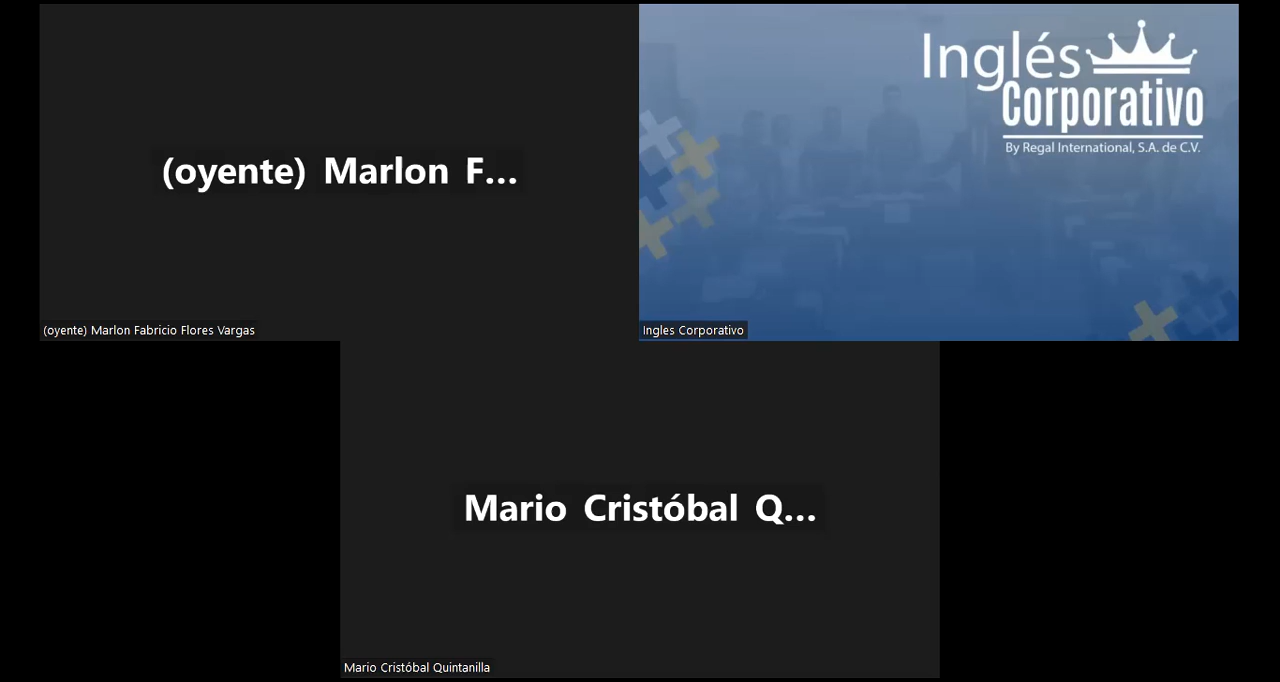 (oyente) Marlon F...
(oyente) Marlon Fabricio Flores Vargas
Inglés
Corporativo
By Regal International, S.A. de C.V.
Ingles Corporativo
Mario Cristóbal Q...
Mario Cristóbal Quintanilla